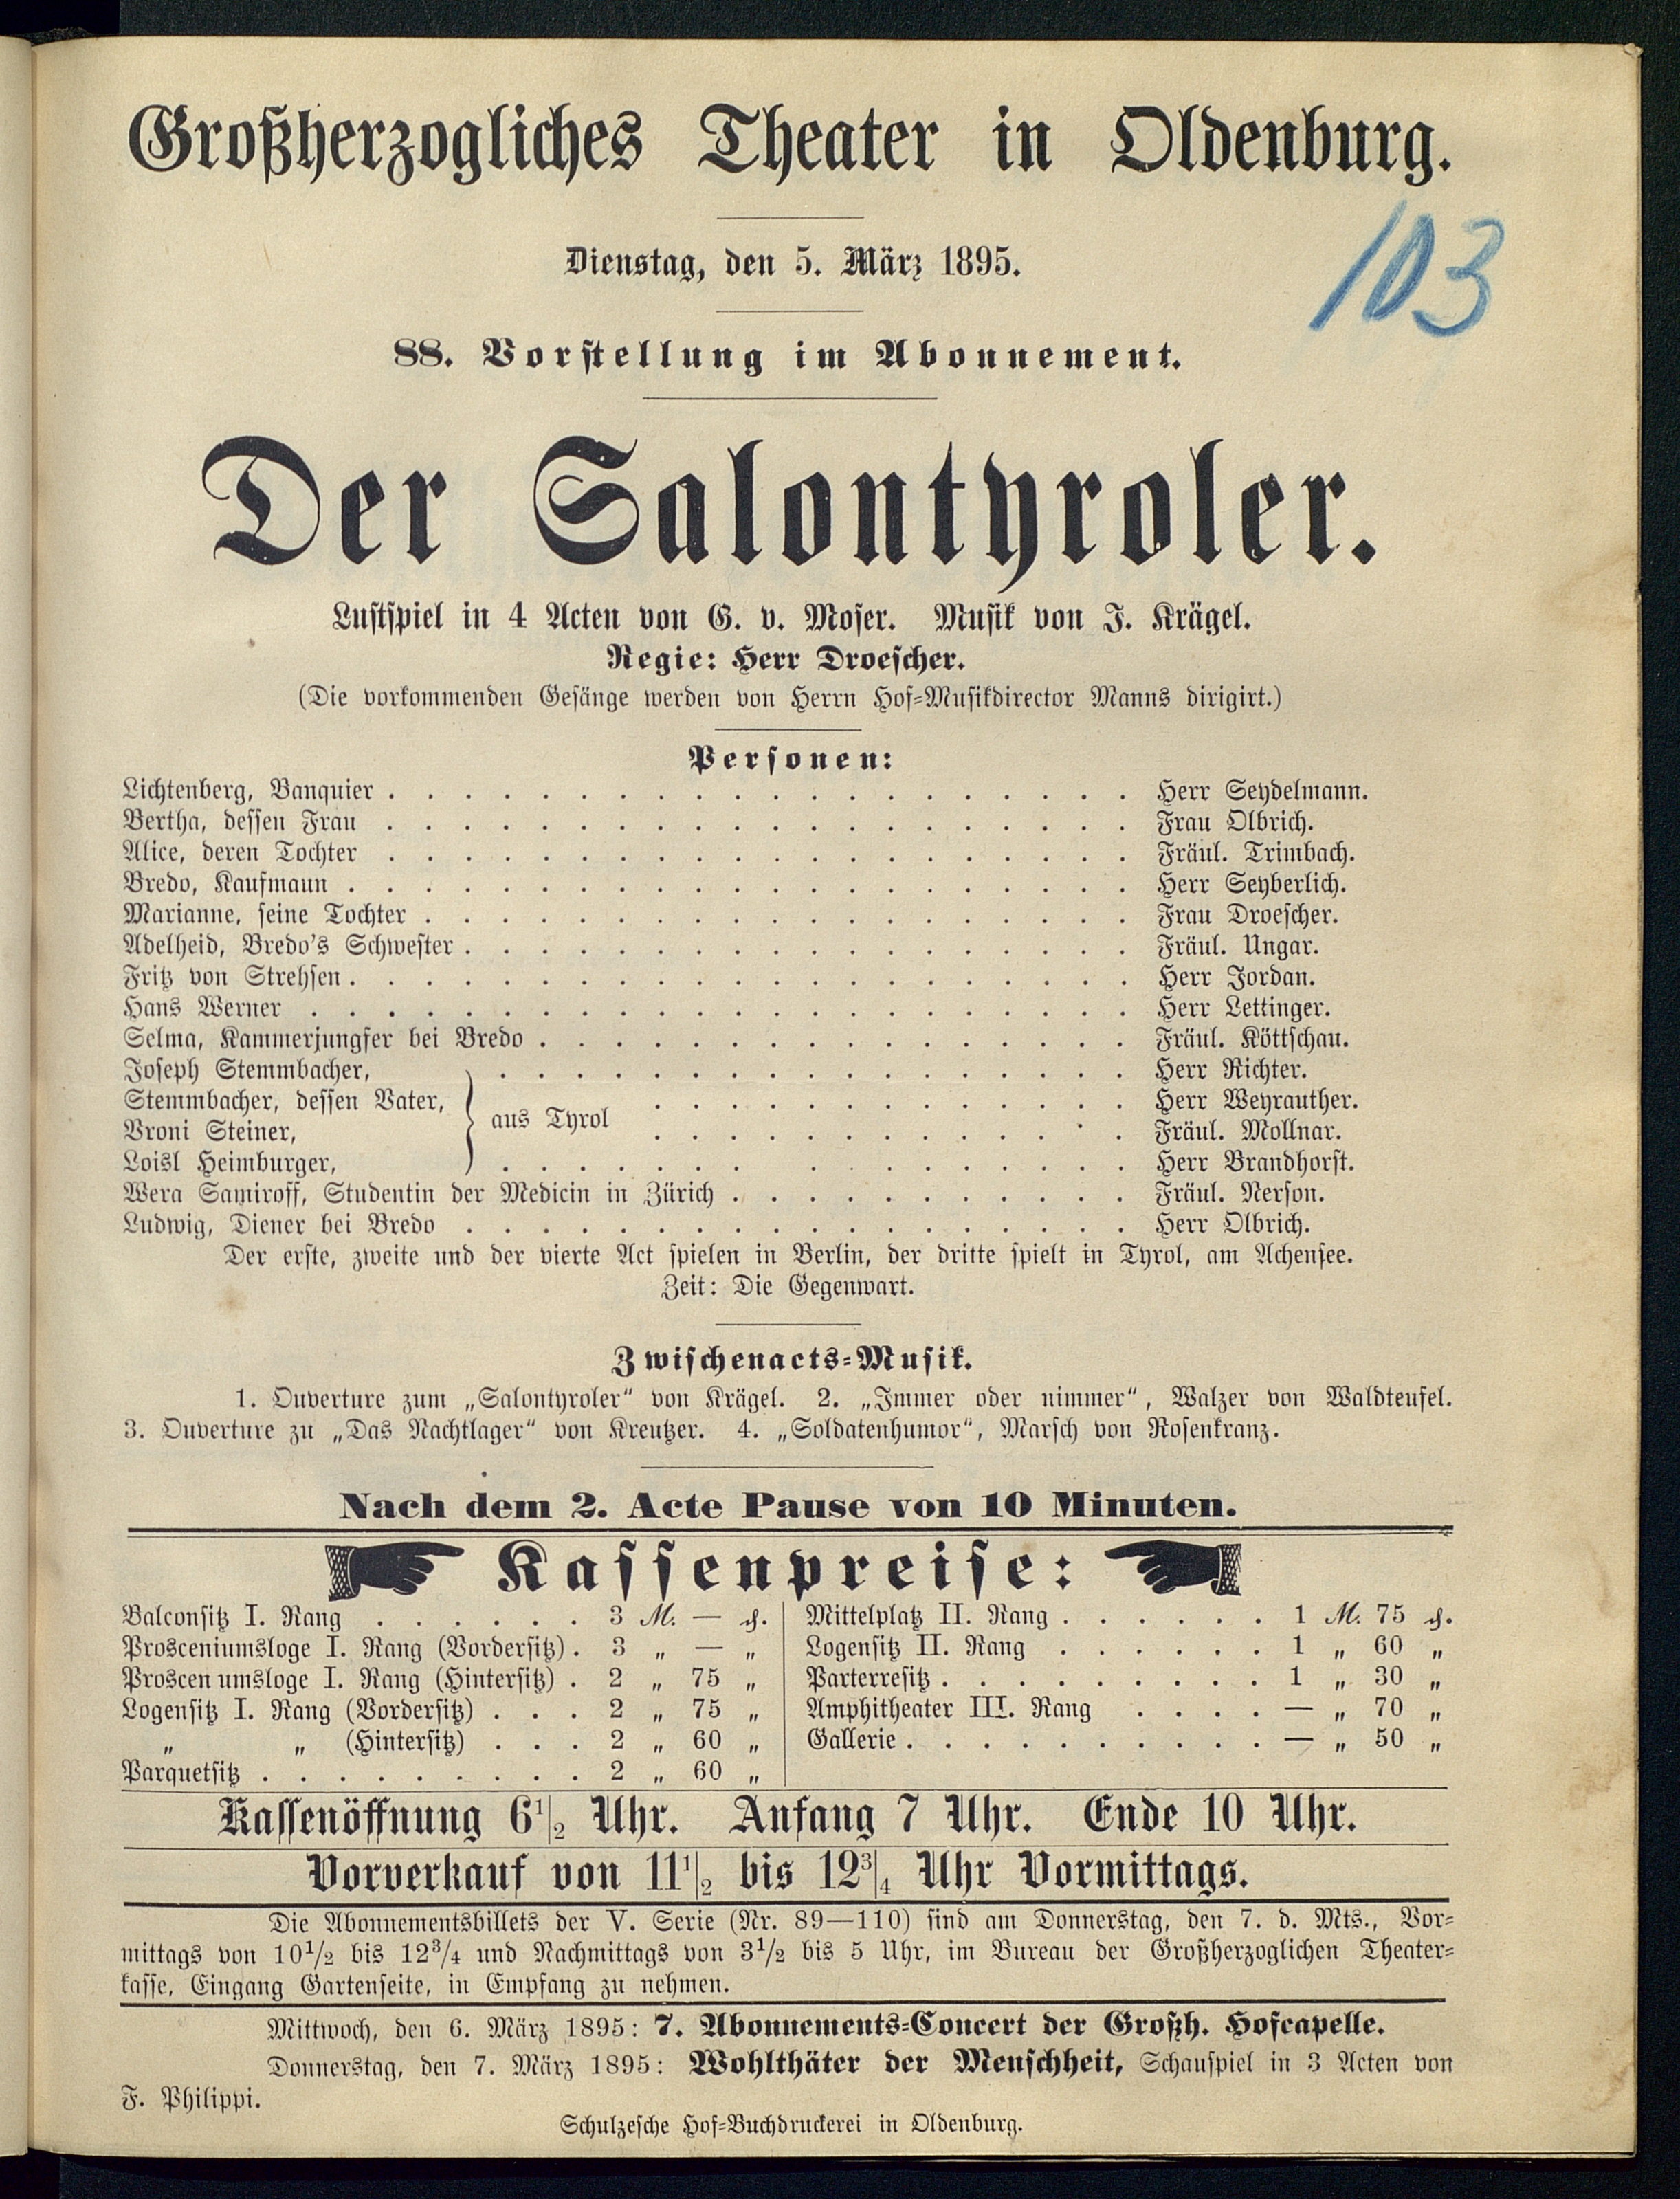 Großherzogliches Theater in Oldenburg.
103
Dienstag, den 5. März 1895.
88. Vorstellung im Abonnement.
Der Salontyroler.
Lustspiel in 4 Acten von G. v. Moser. Musik von J. Krägel.
Regie: Herr Droescher.
(Die vorkommenden Gesänge werden von Herrn Hof-Musikdirector Manns dirigirt.)
Personen:
Lichtenberg, Banquier . . . . . Herr Seydelmann.
Bertha, dessen Frau . . . . . Frau Olbrich.
Alice, deren Tochter . . . . . Fräul. Trimbach.
Bredo, Kaufmann . . . . . Herr Seyberlich.
Marianne, seine Tochter . . . . . Frau Droescher.
Adelheid, Bredo's Schwester . . . . . Fräul. Ungar.
Fritz von Strehsen . . . . . Herr Jordan.
Hans Werner . . . . . Herr Lettinger.
Selma, Kammerjungfer bei Bredo . . . . . Fräul. Köttschau.
Joseph Stemmbacher, . . . . . Herr Richter.
Stemmbacher, dessen Vater, . . . . . Herr Weyrauther.
aus Tyrol
Vroni Steiner, . . . . . Fräul. Mollnar.
Loisl Heimburger, . . . . . Herr Brandhorst.
Wera Samiroff, Studentin der Medicin in Zürich . . . . . Fräul. Nerson.
Ludwig, Diener bei Bredo . . . . . Herr Olbrich.
Der erste, zweite und der vierte Act spielen in Berlin, der dritte spielt in Tyrol, am Achensee.
Zeit: Die Gegenwart.
Zwischenacts-Musik.
1. Ouverture zum „Salontyroler“ von Krägel. 2. „Immer oder nimmer“, Walzer von Waldteufel.
3. Ouverture zu „Das Nachtlager“ von Kreutzer. 4. „Soldatenhumor“, Marsch von Rosenkranz.
Nach dem 2. Acte Pause von 10 Minuten.
Kassenpreise:
Balconsitz I. Rang . . . . . . 3 M. — ₰.
Prosceniumsloge I. Rang (Vordersitz) . 3 „ — „
Proscen umsloge I. Rang (Hintersitz) . 2 „ 75 „
Logensitz I. Rang (Vordersitz) . . . 2 „ 75 „
„ „ (Hintersitz) . . . 2 „ 60 „
Parquetsitz . . . . . . . . . 2 „ 60 „
Mittelplatz II. Rang . . . . . . 1 M. 75 ₰.
Logensitz II. Rang . . . . . . 1 „ 60 „
Parterresitz . . . . . . . . . 1 „ 30 „
Amphitheater III. Rang . . . . — „ 70 „
Gallerie . . . . . . . . . . — „ 50 „
Kassenöffnung 6½ Uhr. Anfang 7 Uhr. Ende 10 Uhr.
Vorverkauf von 11½ bis 12¾ Uhr Vormittags.
Die Abonnementsbillets der V. Serie (Nr. 89—110) sind am Donnerstag, den 7. d. Mts., Vor-
mittags von 10½ bis 12¾ und Nachmittags von 3½ bis 5 Uhr, im Bureau der Großherzoglichen Theater-
kasse, Eingang Gartenseite, in Empfang zu nehmen.
Mittwoch, den 6. März 1895: 7. Abonnements-Concert der Großh. Hofcapelle.
Donnerstag, den 7. März 1895: Wohlthäter der Menschheit, Schauspiel in 3 Acten von
F. Philippi.
Schulzesche Hof-Buchdruckerei in Oldenburg.